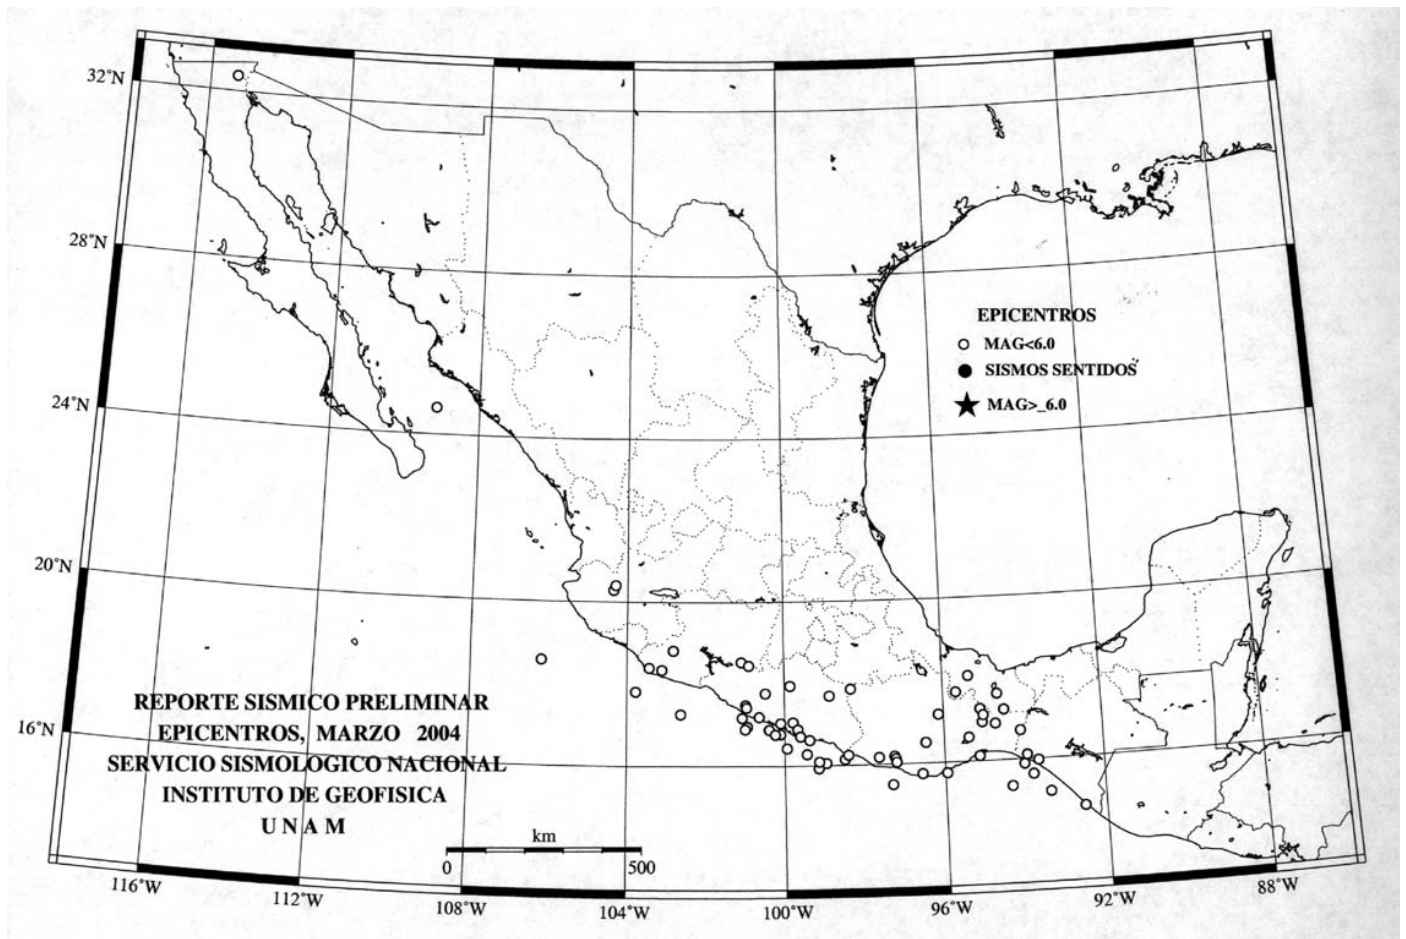 32°N
28°N
24°N
20°N
16°N
EPICENTROS
MAG<6.0
SISMOS SENTIDOS
MAG>_6.0
REPORTE SISMICO PRELIMINAR
EPICENTROS, MARZO 2004
SERVICIO SISMOLOGICO NACIONAL
INSTITUTO DE GEOFISICA
U N A M
km
0 500
116°W 112°W 108°W 104°W 100°W 96°W 92°W 88°W